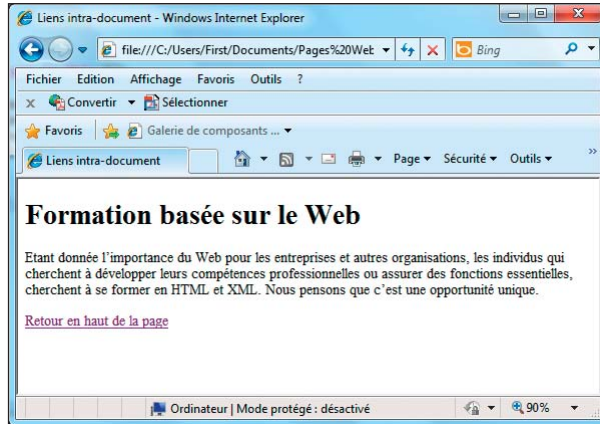 Liens intra-document - Windows Internet Explorer
file:///C:/Users/First/Documents/Pages%20Web Bing
Fichier Edition Affichage Favoris Outils ?
x Convertir Sélectionner
Favoris Galerie de composants ...
Liens intra-document Page Sécurité Outils »
Formation basée sur le Web
Etant donnée l’importance du Web pour les entreprises et autres organisations, les individus qui
cherchent à développer leurs compétences professionnelles ou assurer des fonctions essentielles,
cherchent à se former en HTML et XML. Nous pensons que c’est une opportunité unique.
Retour en haut de la page
Ordinateur | Mode protégé : désactivé 90%